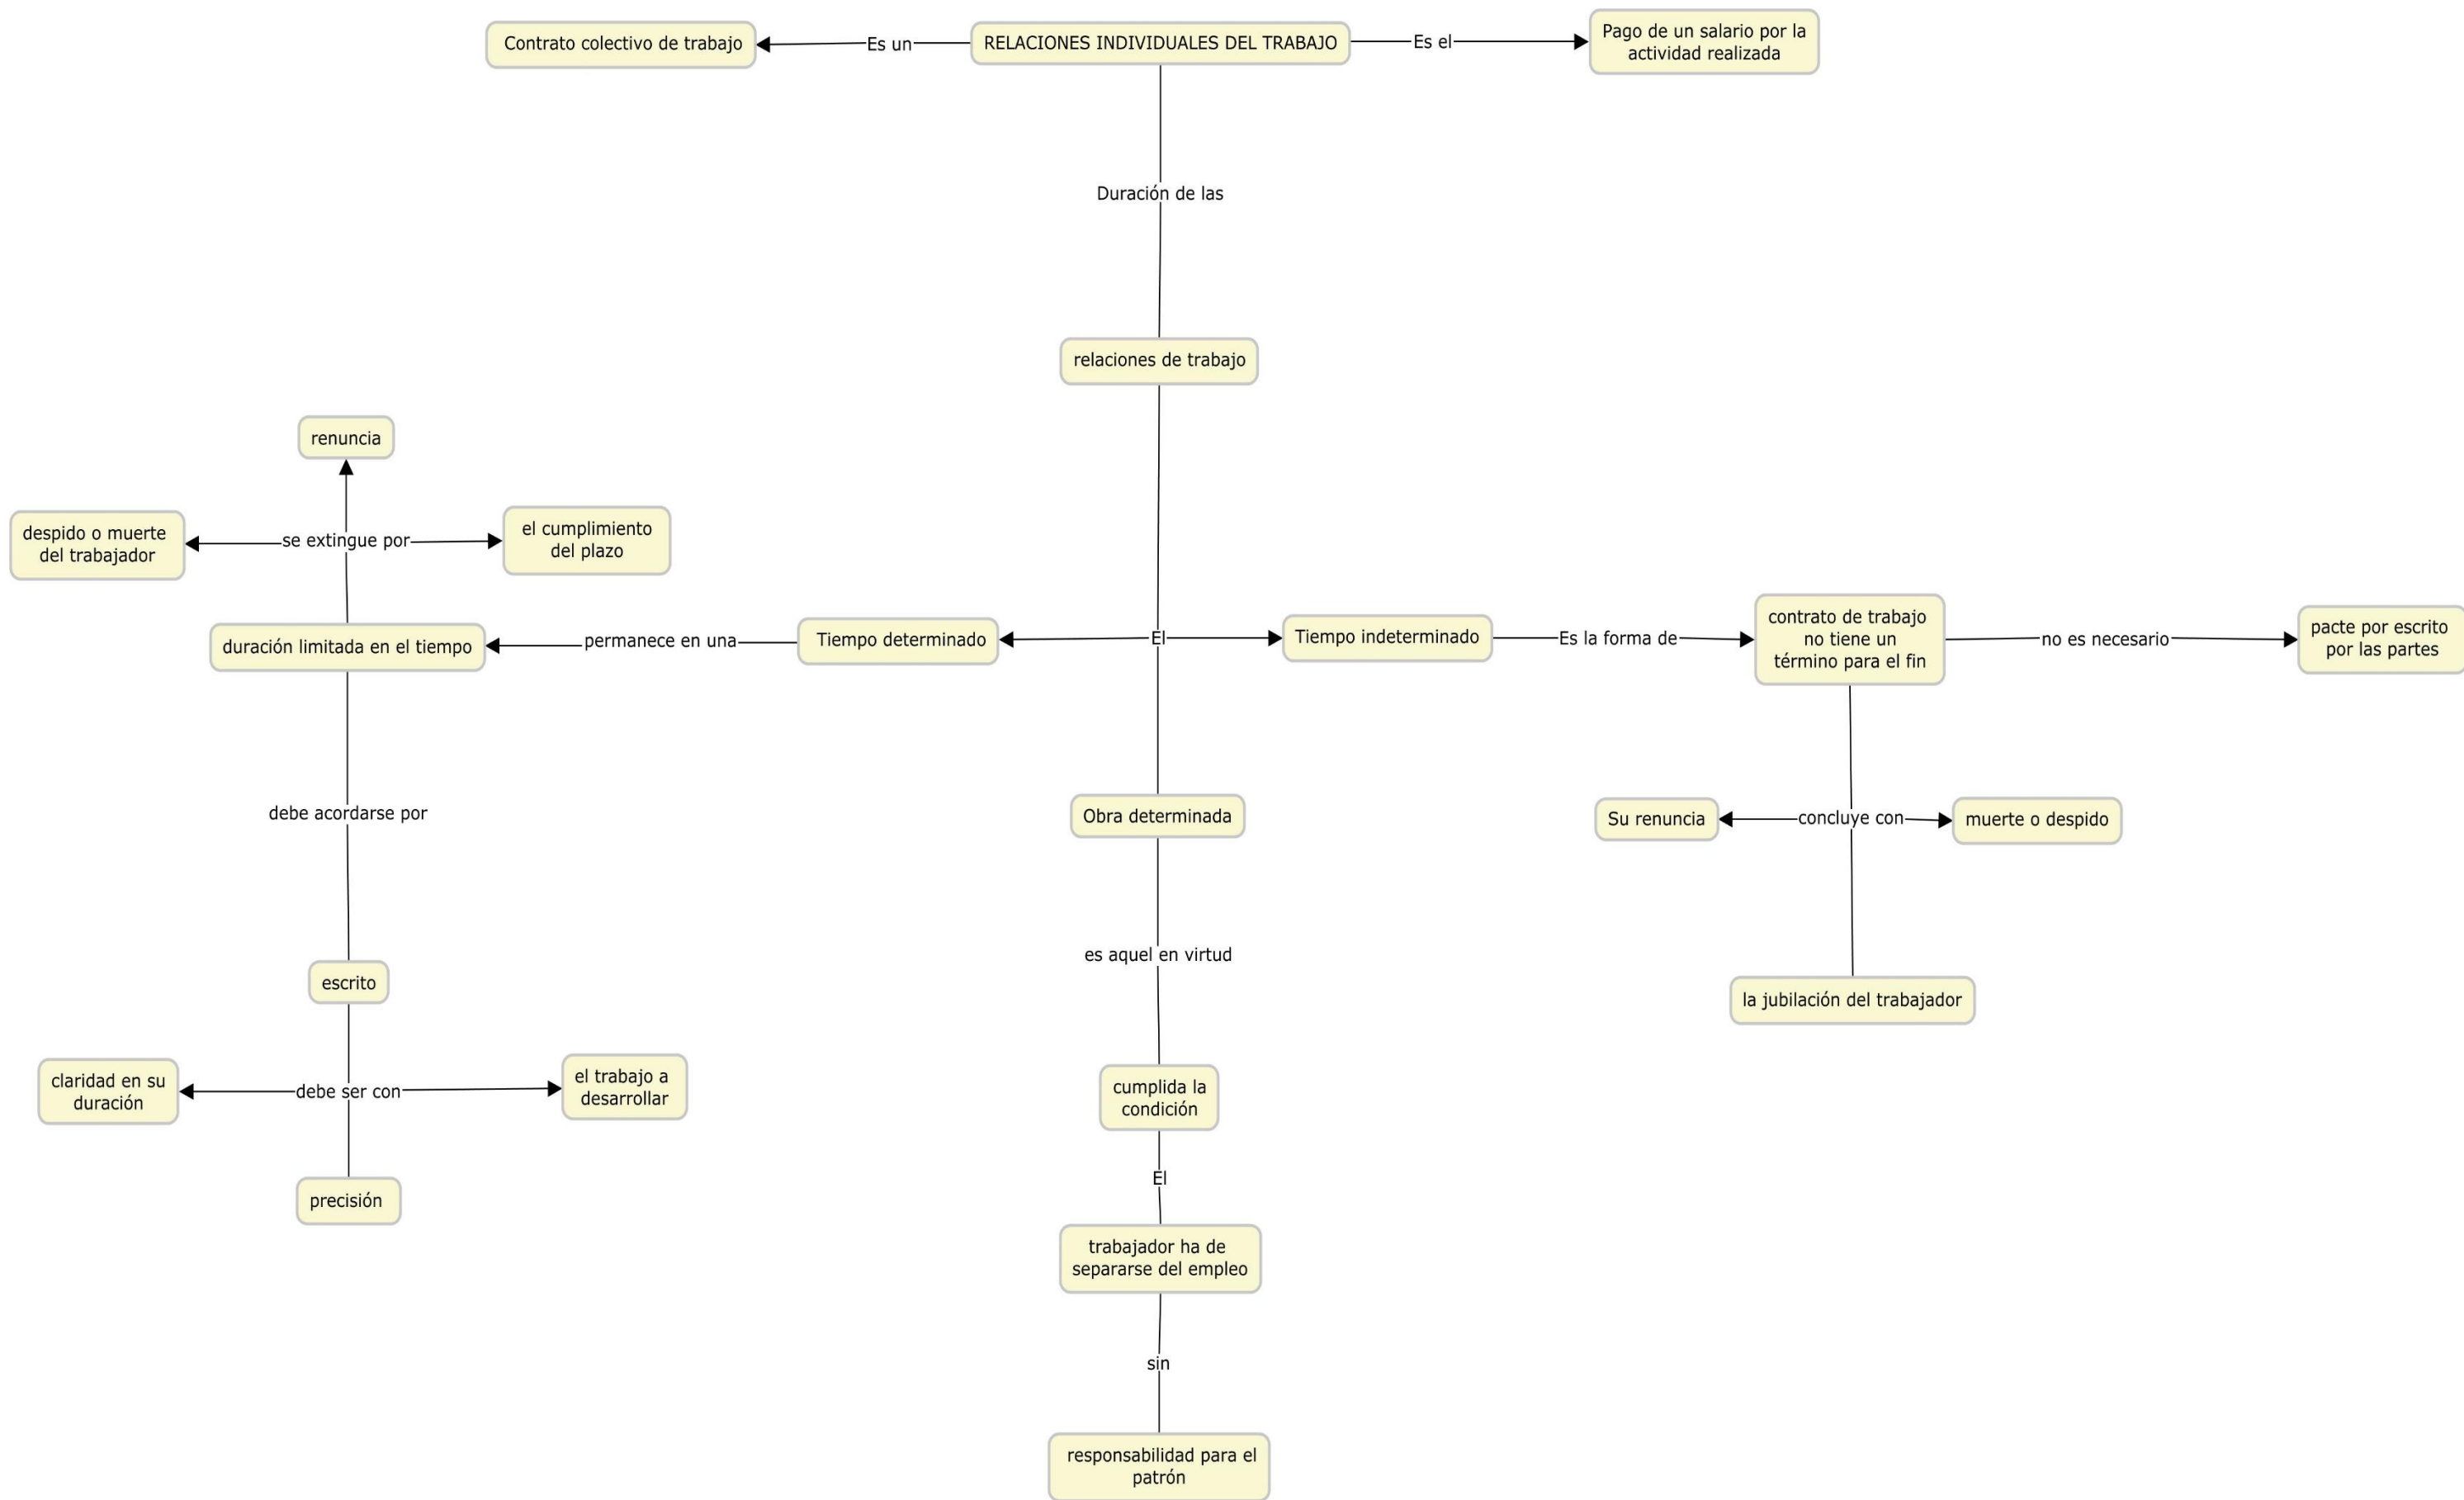 Contrato colectivo de trabajo
Es un
RELACIONES INDIVIDUALES DEL TRABAJO
Es el
Pago de un salario por la
actividad realizada
Duración de las
relaciones de trabajo
renuncia
despido o muerte
del trabajador
se extingue por
el cumplimiento
del plazo
duración limitada en el tiempo
permanece en una
Tiempo determinado
El
Tiempo indeterminado
Es la forma de
contrato de trabajo
no tiene un
término para el fin
no es necesario
pacte por escrito
por las partes
debe acordarse por
Obra determinada
Su renuncia
concluye con
muerte o despido
es aquel en virtud
escrito
la jubilación del trabajador
claridad en su
duración
debe ser con
el trabajo a
desarrollar
cumplida la
condición
El
precisión
trabajador ha de
separarse del empleo
sin
responsabilidad para el
patrón